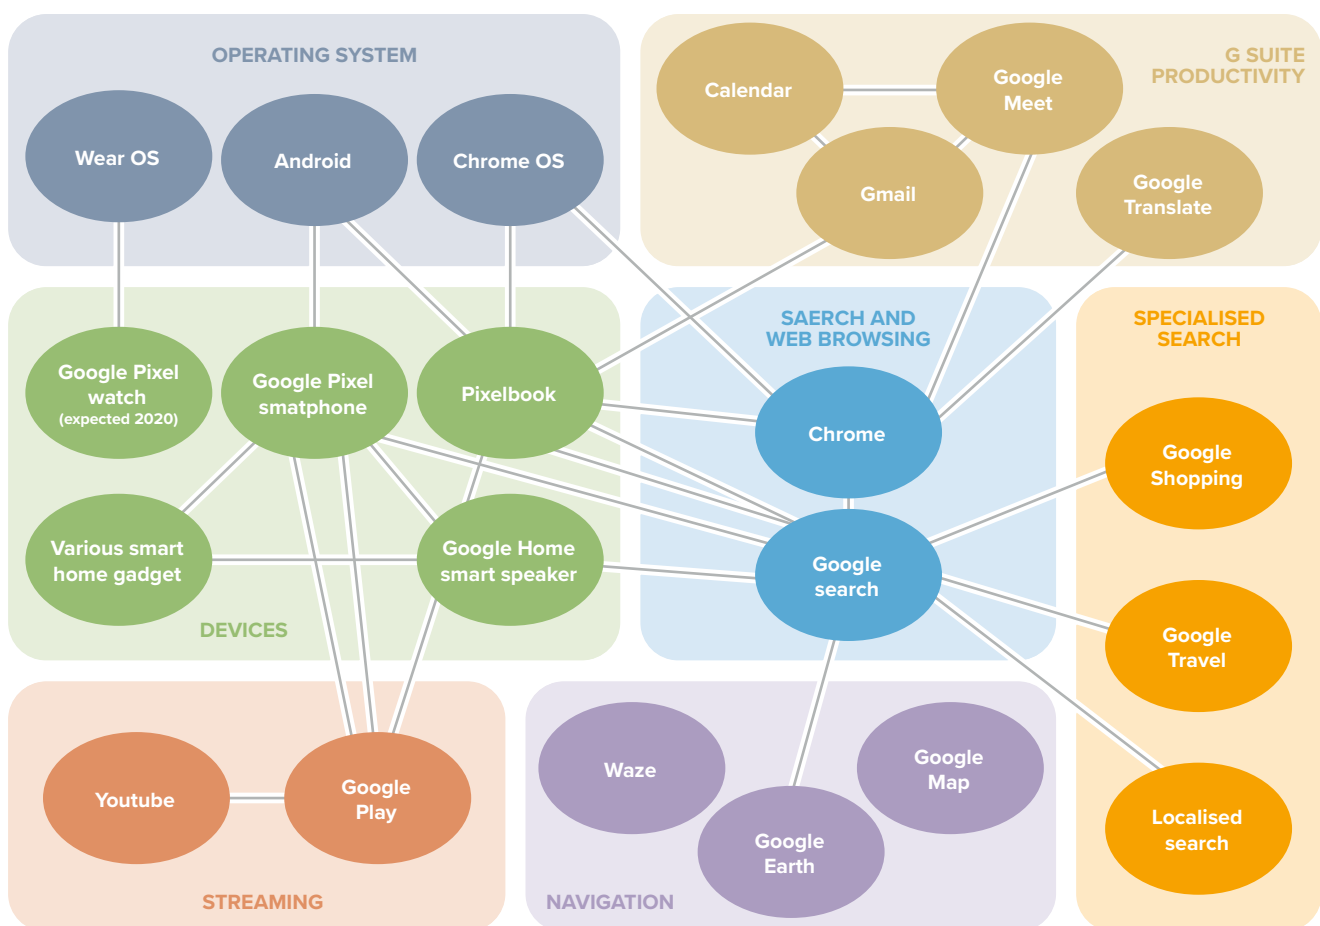 OPERATING SYSTEM
Wear OS
Android
Chrome OS
G SUITE
PRODUCTIVITY
Calendar
Google
Meet
Gmail
Google
Translate
Google Pixel
watch
(expected 2020)
Google Pixel
smatphone
Pixelbook
Various smart
home gadget
Google Home
smart speaker
DEVICES
SAERCH AND
WEB BROWSING
Chrome
Google
search
SPECIALISED
SEARCH
Google
Shopping
Google
Travel
Localised
search
Youtube
Google
Play
STREAMING
Waze
Google
Map
Google
Earth
NAVIGATION